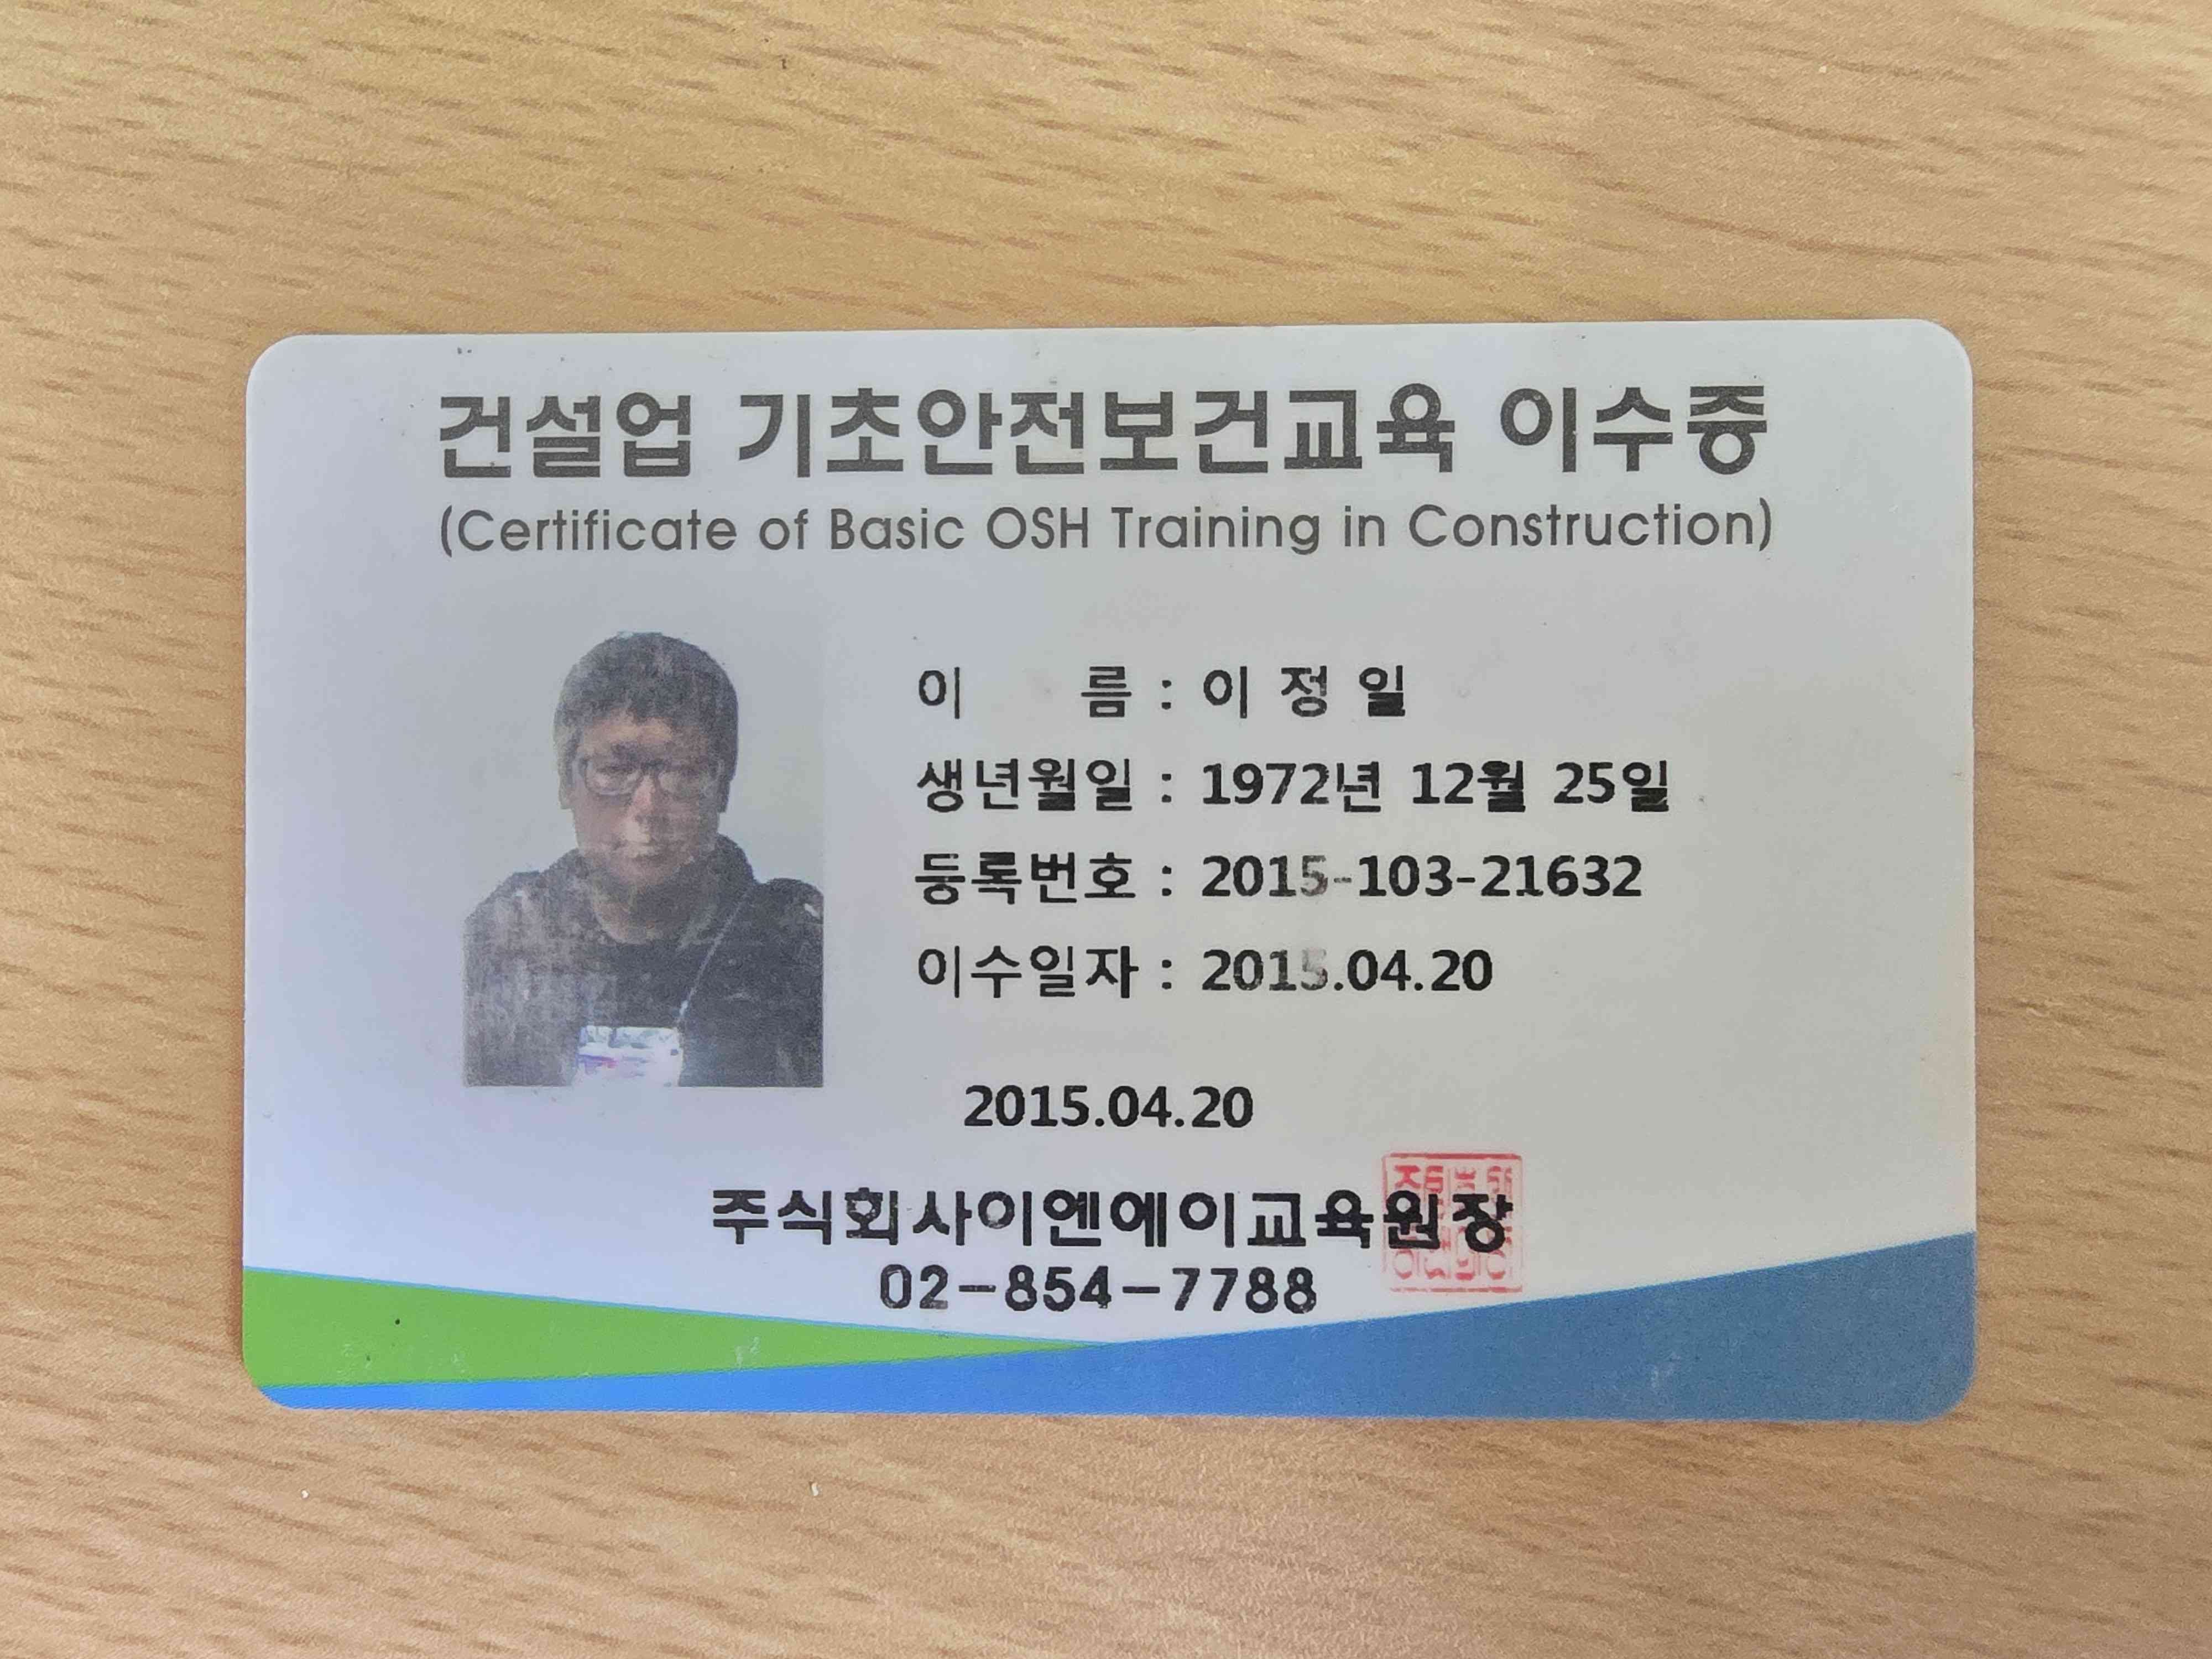 건설업 기초안전보건교육 이수증
(Certificate of Basic OSH Training in Construction)
이 름 : 이 정 일
생년월일 : 1972년 12월 25일
등록번호 : 2015-103-21632
이수일자 : 2015.04.20
2015.04.20
주식회사이엔에이교육원장
02-854-7788